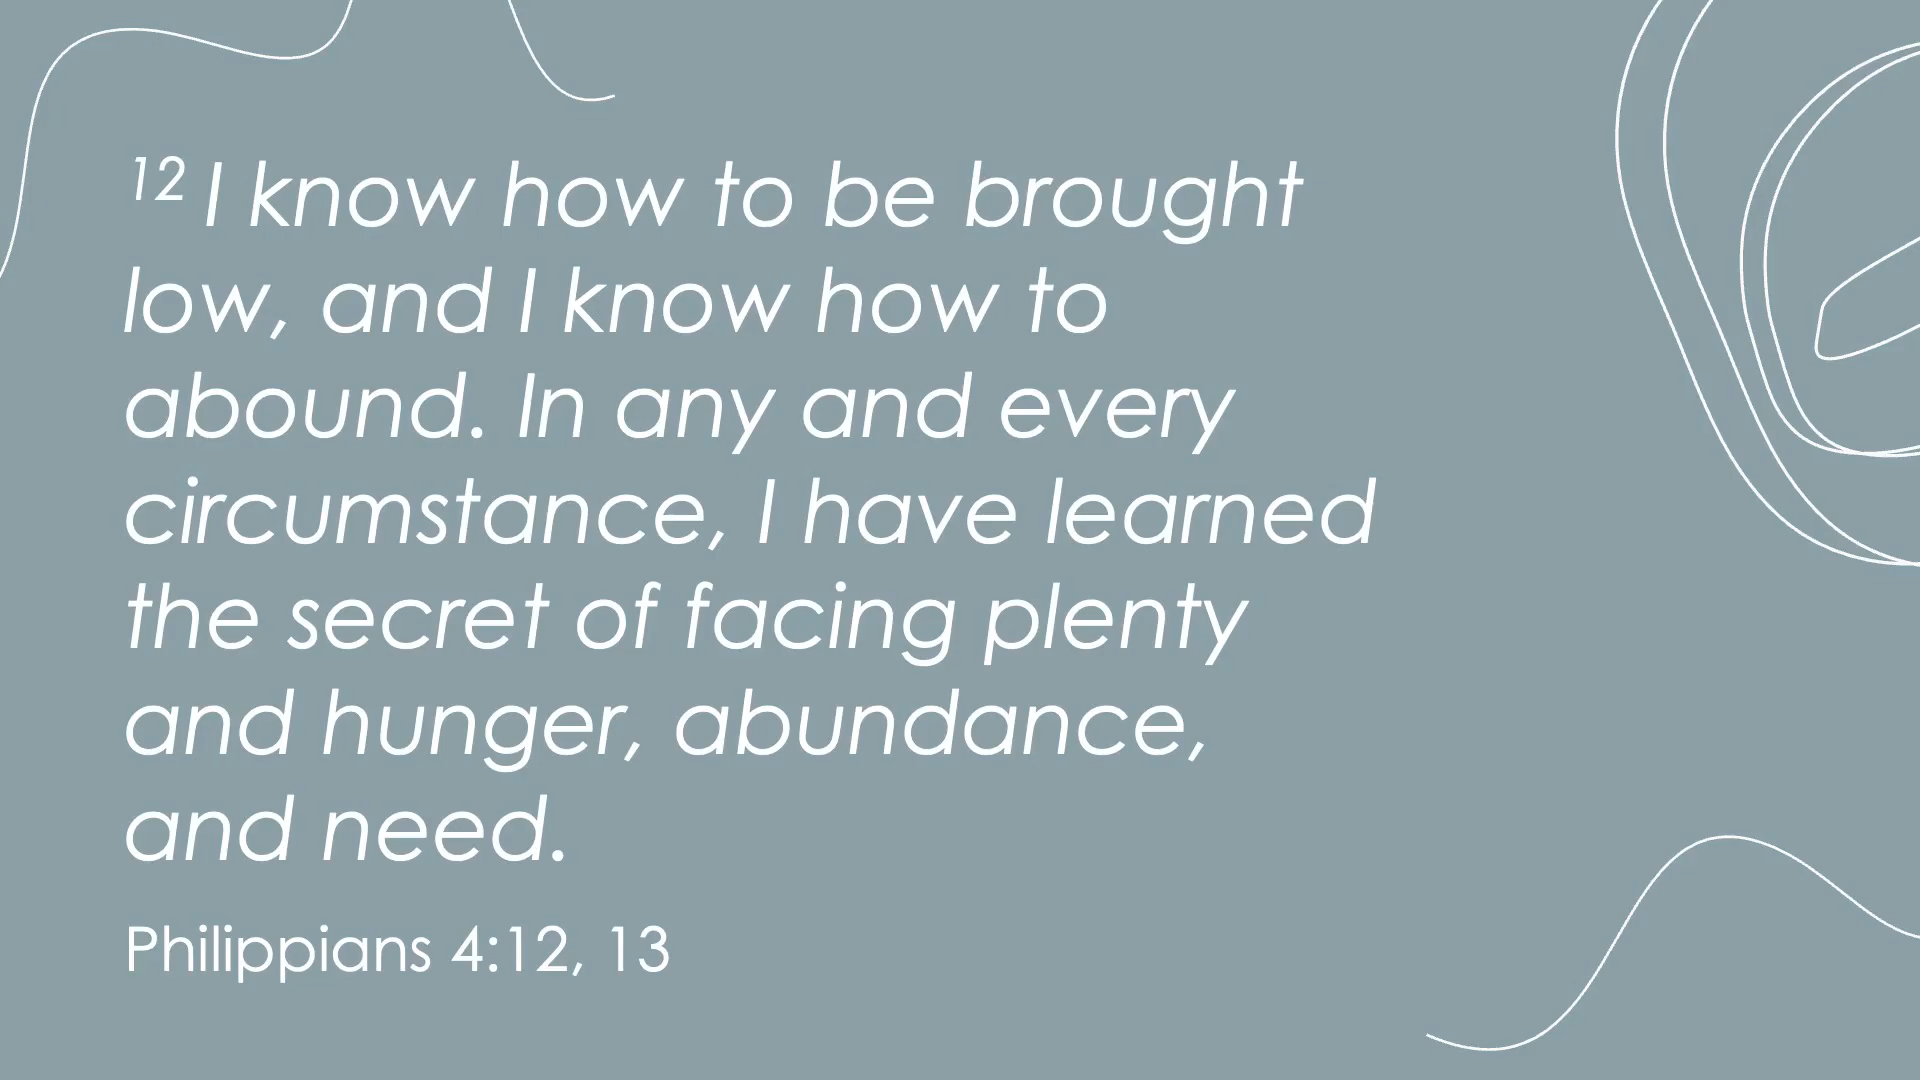 12 I know how to be brought
low, and I know how to
abound. In any and every
circumstance, I have learned
the secret of facing plenty
and hunger, abundance,
and need.
Philippians 4:12, 13